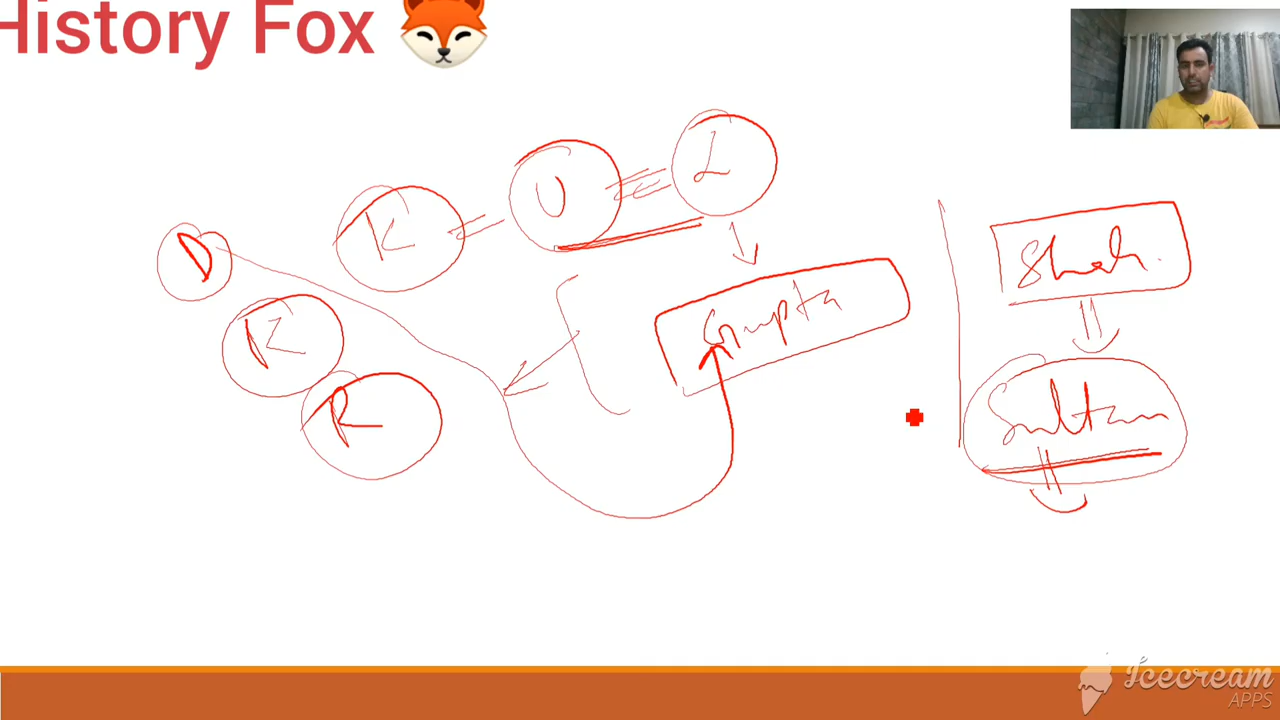 History Fox 🦊
L
U
K
D
K
R
Gupta
Shah.
Sultan
Icecream
APPS